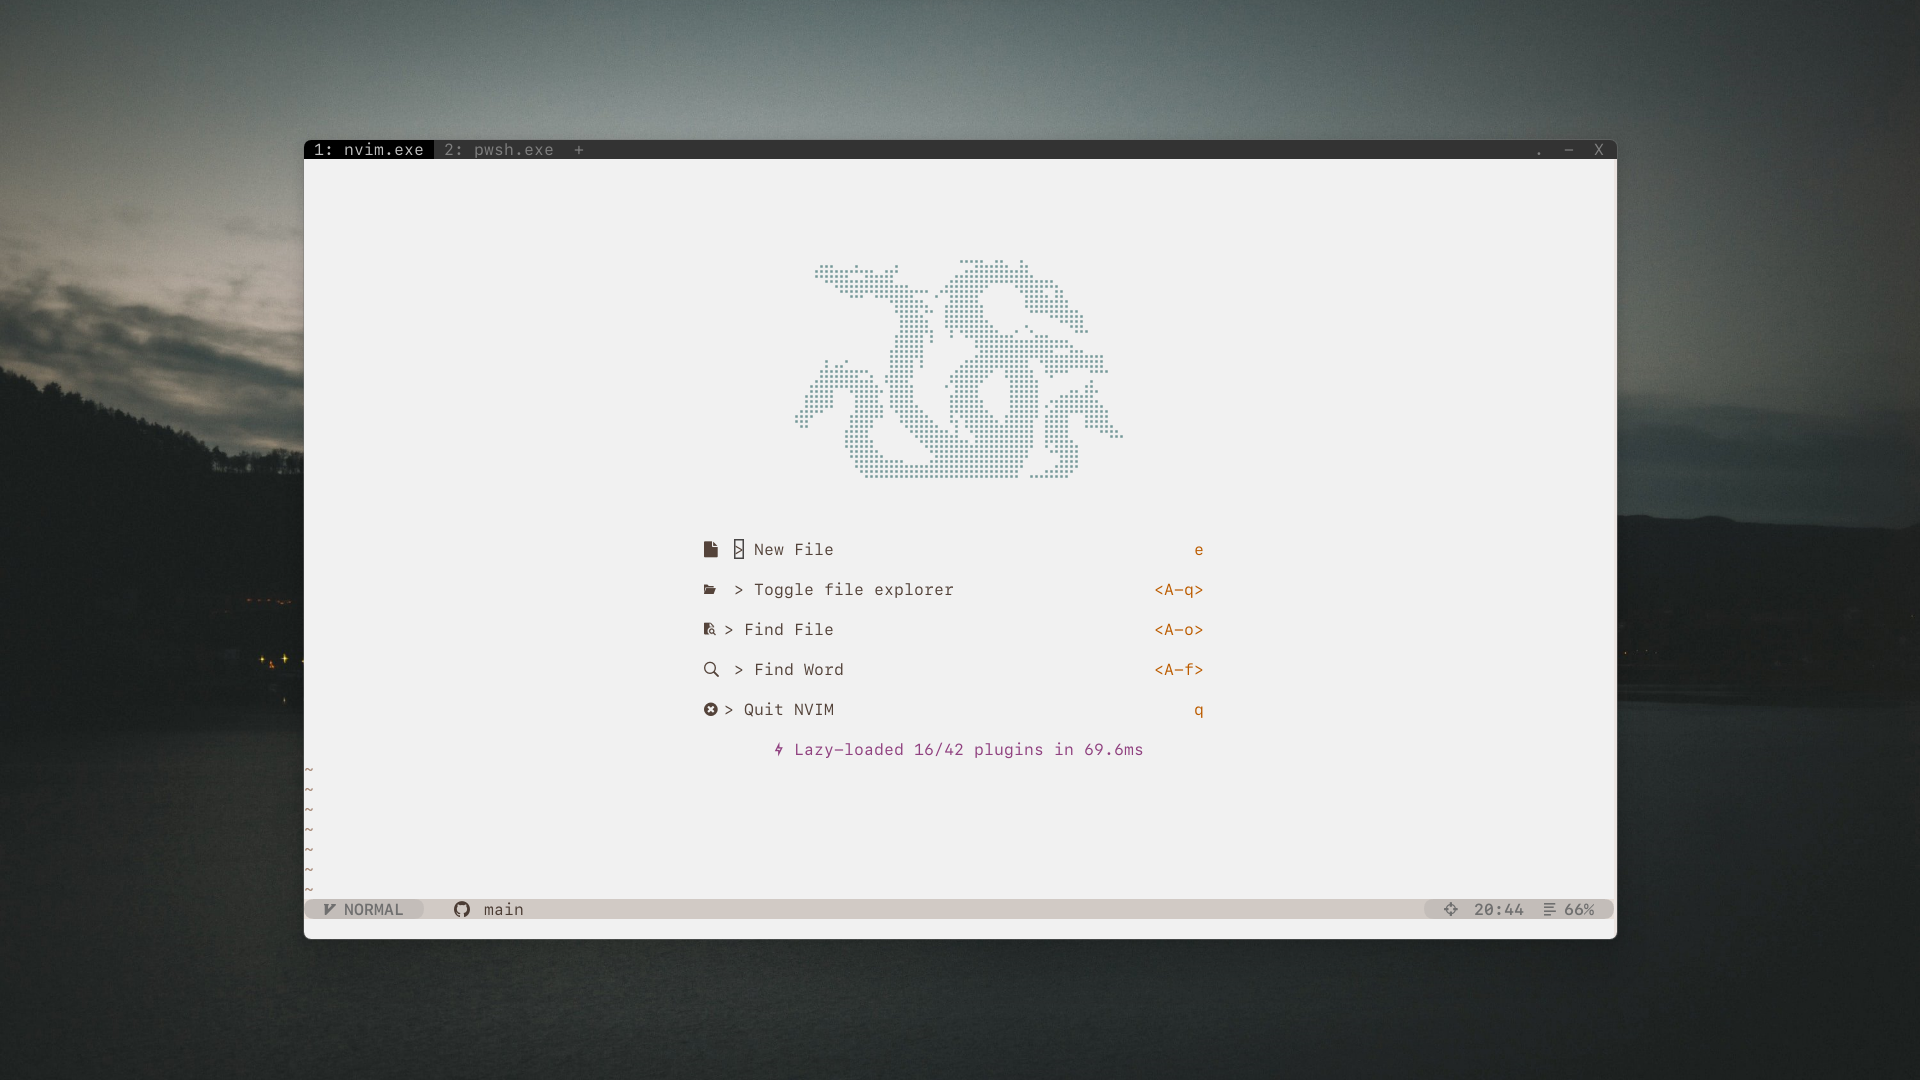 1: nvim.exe 2: pwsh.exe + . - X
> New File e
> Toggle file explorer <A-q>
> Find File <A-o>
> Find Word <A-f>
> Quit NVIM q
Lazy-loaded 16/42 plugins in 69.6ms
~
~
~
~
~
~
~
NORMAL main 20:44 66%